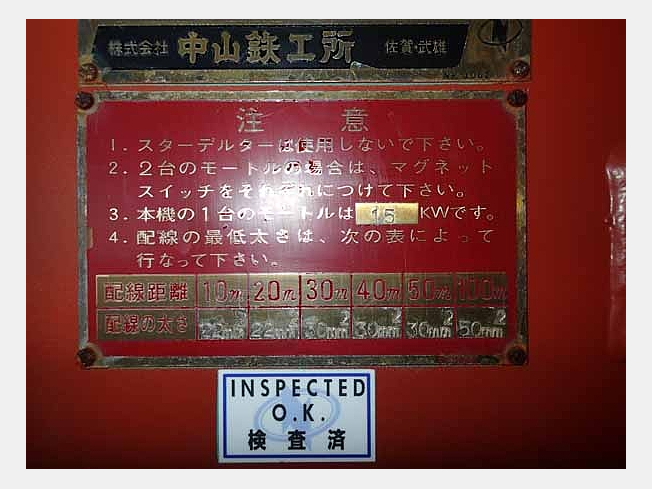 株式会社 中山鉄工所 佐賀・武雄
注意
1. スターデルターは使用しないで下さい。
2. 2台のモートルの場合は、マグネット
スイッチをそれぞれにつけて下さい。
3. 本機の1台のモートルは 15 KWです。
4. 配線の最低太さは、次の表によって
行なって下さい。
配線距離 10m 20m 30m 40m 50m 100m
配線の太さ 22mm² 22mm² 30mm² 30mm² 30mm² 50mm²
INSPECTED
O.K.
検査済